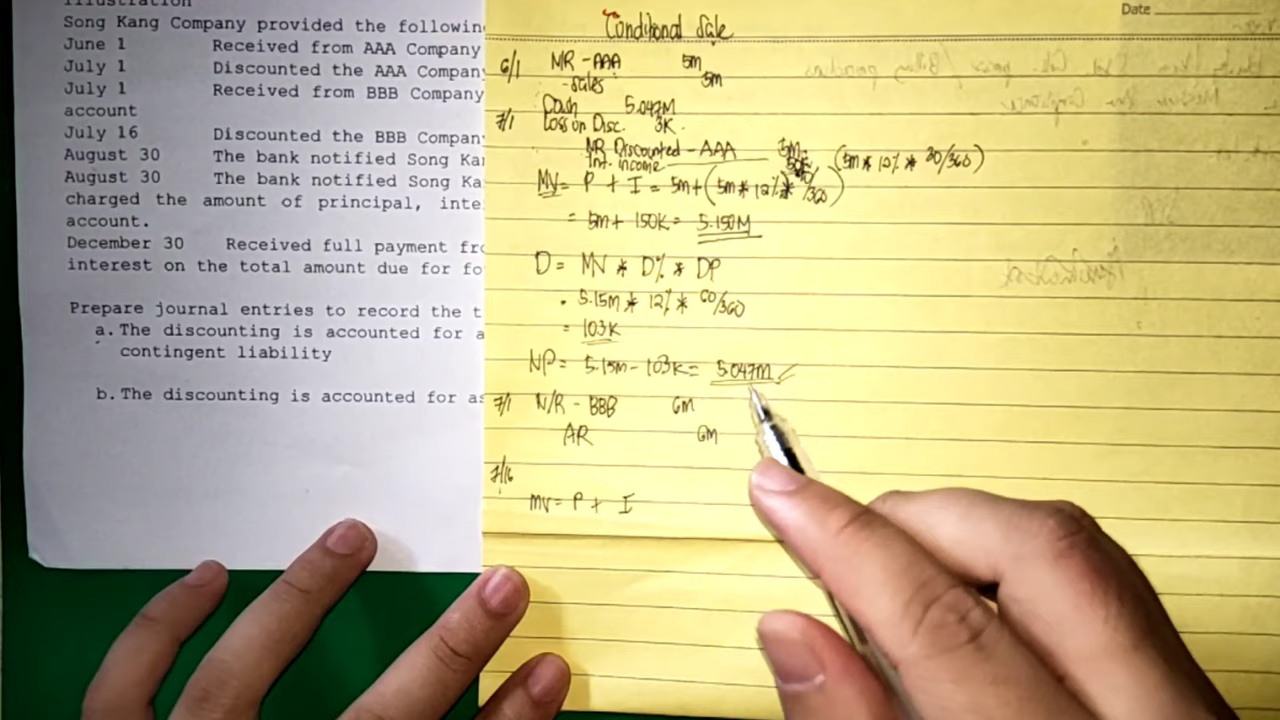 Illustration
Song Kang Company provided the followin
June 1 Received from AAA Company
July 1 Discounted the AAA Compan
July 1 Received from BBB Company
account
July 16 Discounted the BBB Compan
August 30 The bank notified Song Ka
August 30 The bank notified Song Ka
charged the amount of principal, inte
account.
December 30 Received full payment fr
interest on the total amount due for fo
Prepare journal entries to record the t
a. The discounting is accounted for a
contingent liability
b. The discounting is accounted for as
Date
Conditional Sale
6/1 NR - AAA 5m
- Sales 5m
7/1 Cash 5.047M
Loss on Disc. 3K
NR Discounted - AAA 5m
Int. income 50K (5m * 12% * 30/360)
MV = P + I = 5m + (5m * 12% * /360)
= 5m + 150K = 5.150M
D = MV * D% * DP
= 5.15m * 12% * 60/360
= 103K
NP = 5.15m - 103K = 5.047M ✓
7/1 N/R - BBB 6m
AR 6m
7/16
MV = P + I